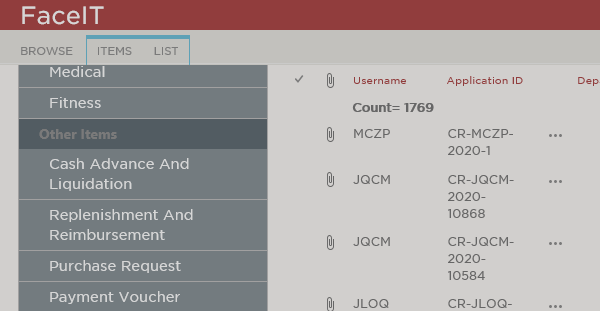 FaceIT
BROWSE ITEMS LIST
Medical
Fitness
Other Items
Cash Advance And
Liquidation
Replenishment And
Reimbursement
Purchase Request
Payment Voucher
Username Application ID Dep
Count= 1769
MCZP CR-MCZP-
2020-1
JQCM CR-JQCM-
2020-
10868
JQCM CR-JQCM-
2020-
10584
JLOQ CR-JLOQ-